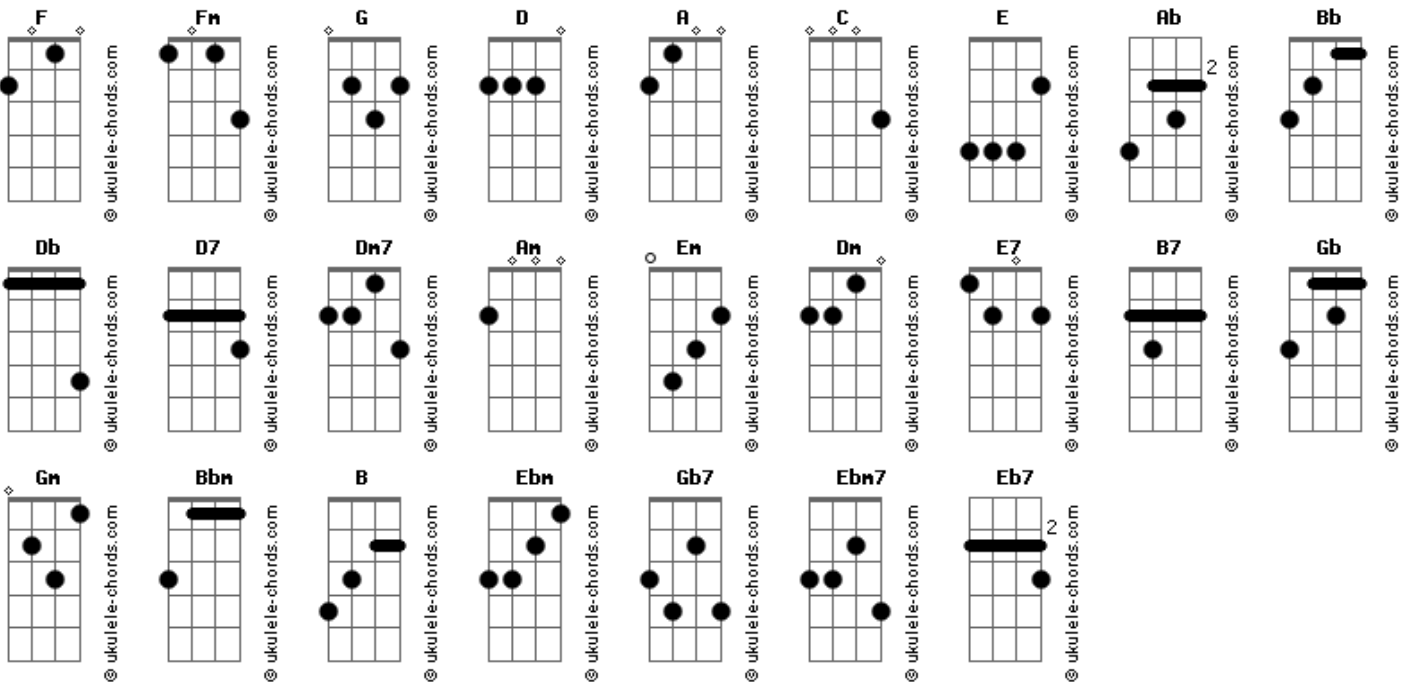 F Fm G D A C E Ab Bb
2
© ukulele-chords.com © ukulele-chords.com © ukulele-chords.com © ukulele-chords.com © ukulele-chords.com © ukulele-chords.com © ukulele-chords.com © ukulele-chords.com © ukulele-chords.com
Db D7 Dm7 Am Em Dm E7 B7 Gb
© ukulele-chords.com © ukulele-chords.com © ukulele-chords.com © ukulele-chords.com © ukulele-chords.com © ukulele-chords.com © ukulele-chords.com © ukulele-chords.com © ukulele-chords.com
Gm Bbm B Ebm Gb7 Ebm7 Eb7
2
© ukulele-chords.com © ukulele-chords.com © ukulele-chords.com © ukulele-chords.com © ukulele-chords.com © ukulele-chords.com © ukulele-chords.com